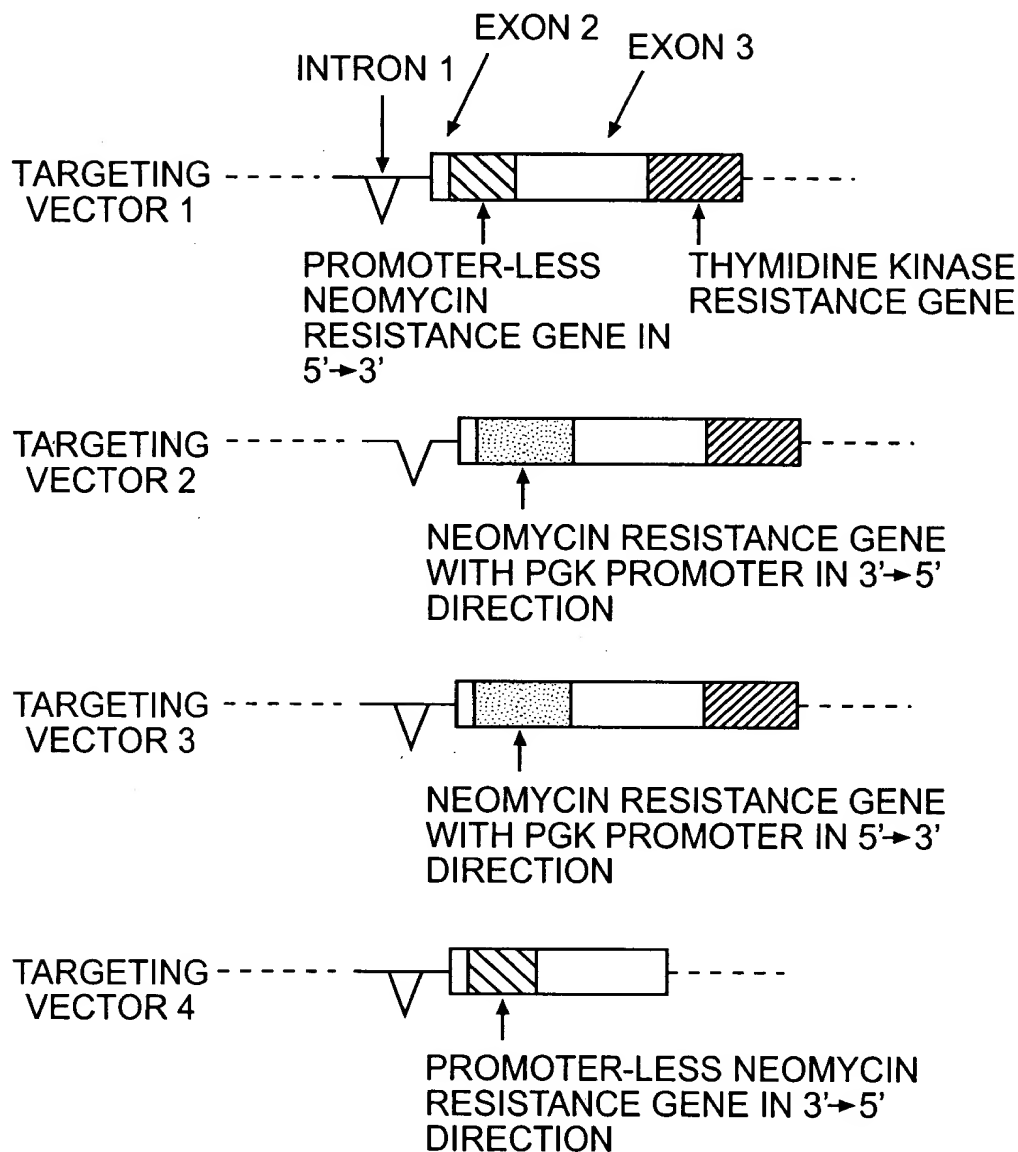 EXON 2
EXON 3
INTRON 1
TARGETING
VECTOR 1
PROMOTER-LESS
NEOMYCIN
RESISTANCE GENE IN
5'→3'
THYMIDINE KINASE
RESISTANCE GENE
TARGETING
VECTOR 2
NEOMYCIN RESISTANCE GENE
WITH PGK PROMOTER IN 3'→5'
DIRECTION
TARGETING
VECTOR 3
NEOMYCIN RESISTANCE GENE
WITH PGK PROMOTER IN 5'→3'
DIRECTION
TARGETING
VECTOR 4
PROMOTER-LESS NEOMYCIN
RESISTANCE GENE IN 3'→5'
DIRECTION